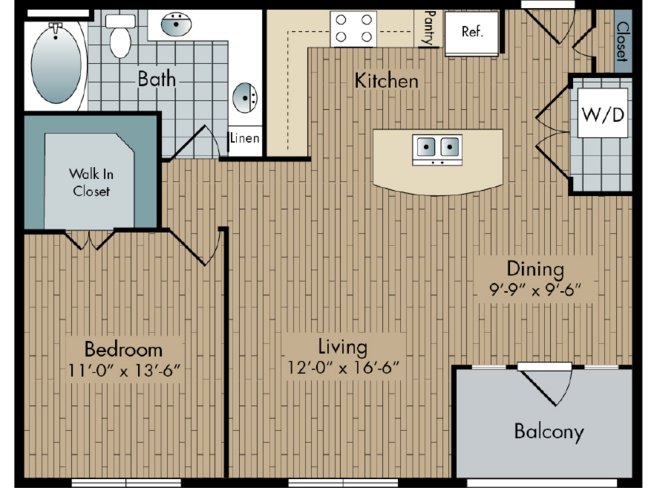 Bath
Linen
Kitchen
Pantry
Ref.
Closet
W/D
Walk In
Closet
Dining
9'-9" x 9'-6"
Bedroom
11'-0" x 13'-6"
Living
12'-0" x 16'-6"
Balcony